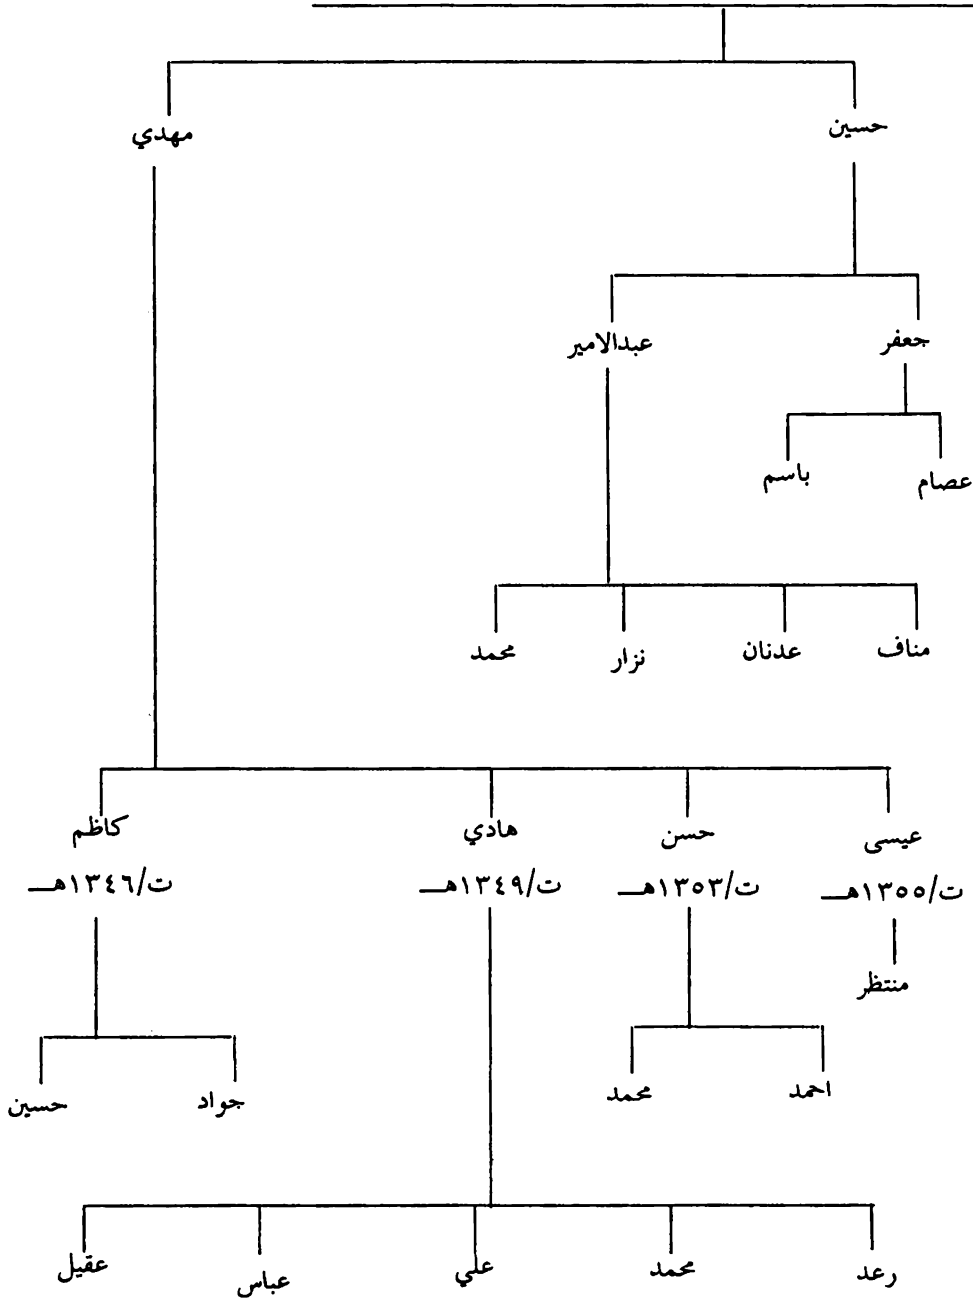 حسين مهدي
جعفر عبدالامير
عصام باسم
مناف عدنان نزار محمد
عيسى حسن هادي كاظم
ت/١٣٥٥هـ ت/١٣٥٣هـ ت/١٣٤٩هـ ت/١٣٤٦هـ
منتظر
احمد محمد جواد حسين
رعد محمد علي عباس عقيل